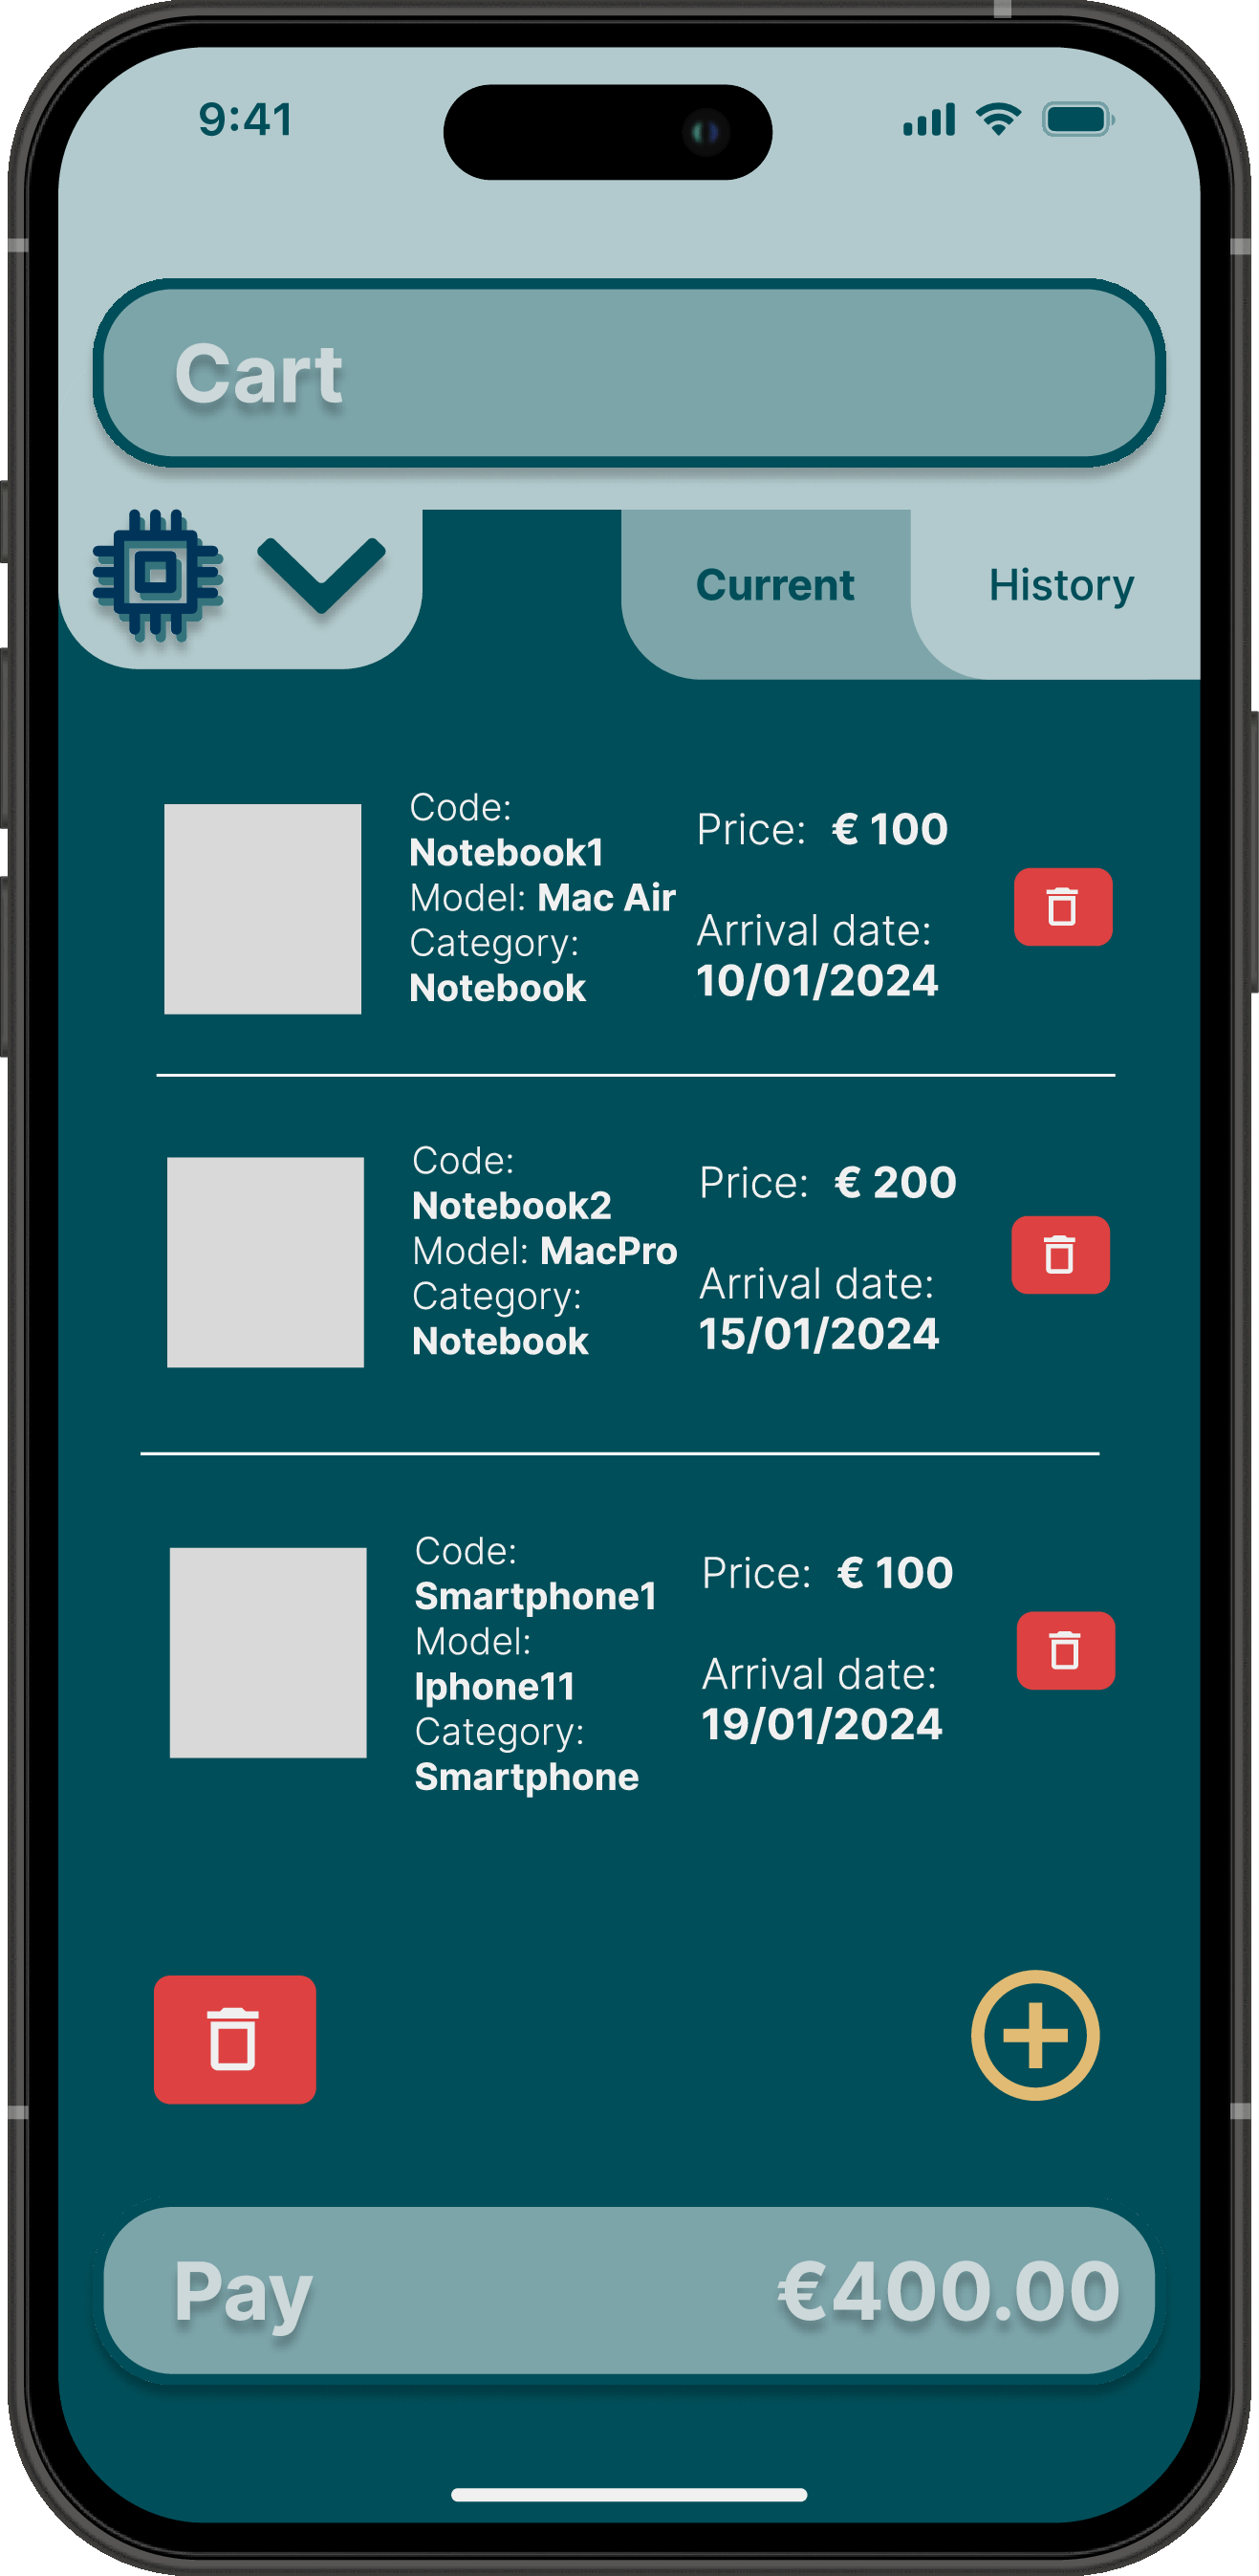 9:41
Cart
Current
History
Code:
Notebook1
Model: Mac Air
Category:
Notebook
Price: € 100
Arrival date:
10/01/2024
Code:
Notebook2
Model: MacPro
Category:
Notebook
Price: € 200
Arrival date:
15/01/2024
Code:
Smartphone1
Model:
Iphone11
Category:
Smartphone
Price: € 100
Arrival date:
19/01/2024
Pay €400.00